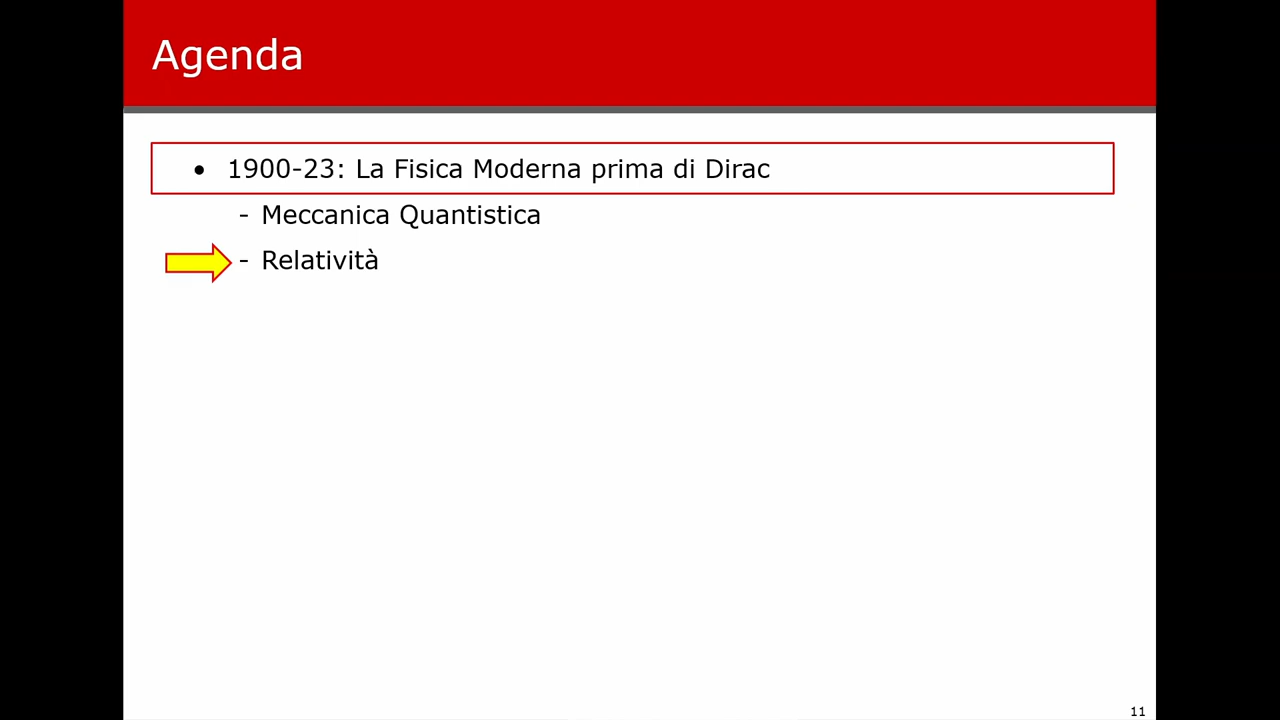 Agenda
• 1900-23: La Fisica Moderna prima di Dirac
- Meccanica Quantistica
- Relatività
11